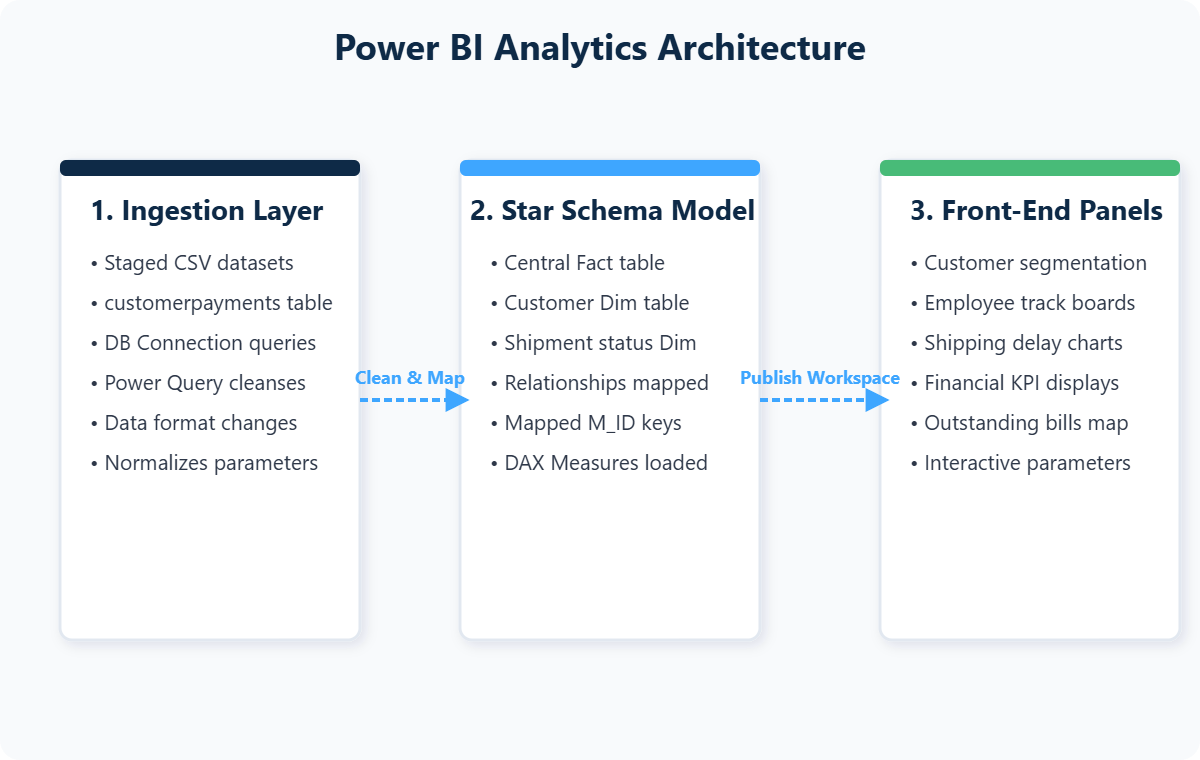 Power BI Analytics Architecture
1. Ingestion Layer
• Staged CSV datasets
• customerpayments table
• DB Connection queries
• Power Query cleanses
• Data format changes
• Normalizes parameters
Clean & Map
2. Star Schema Model
• Central Fact table
• Customer Dim table
• Shipment status Dim
• Relationships mapped
• Mapped M_ID keys
• DAX Measures loaded
Publish Workspace
3. Front-End Panels
• Customer segmentation
• Employee track boards
• Shipping delay charts
• Financial KPI displays
• Outstanding bills map
• Interactive parameters